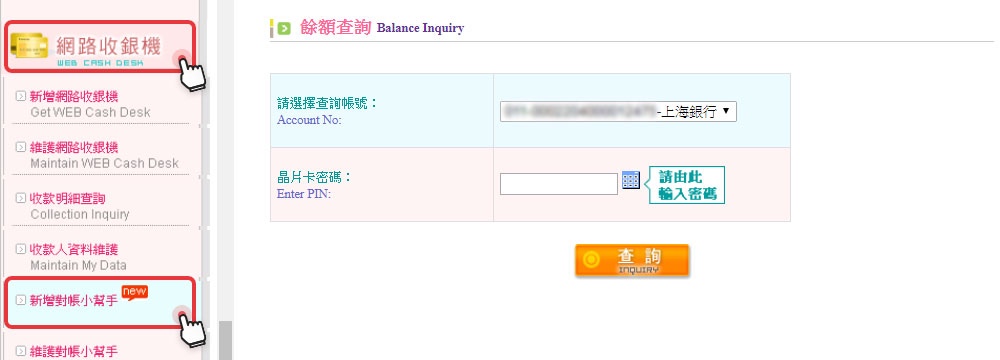 網路收銀機
WEB CASH DESK
新增網路收銀機
Get WEB Cash Desk
維護網路收銀機
Maintain WEB Cash Desk
收款明細查詢
Collection Inquiry
收款人資料維護
Maintain My Data
新增對帳小幫手 new
維護對帳小幫手
餘額查詢 Balance Inquiry
請選擇查詢帳號：
Account No:
-上海銀行
晶片卡密碼：
Enter PIN:
請由此
輸入密碼
查詢
INQUIRY